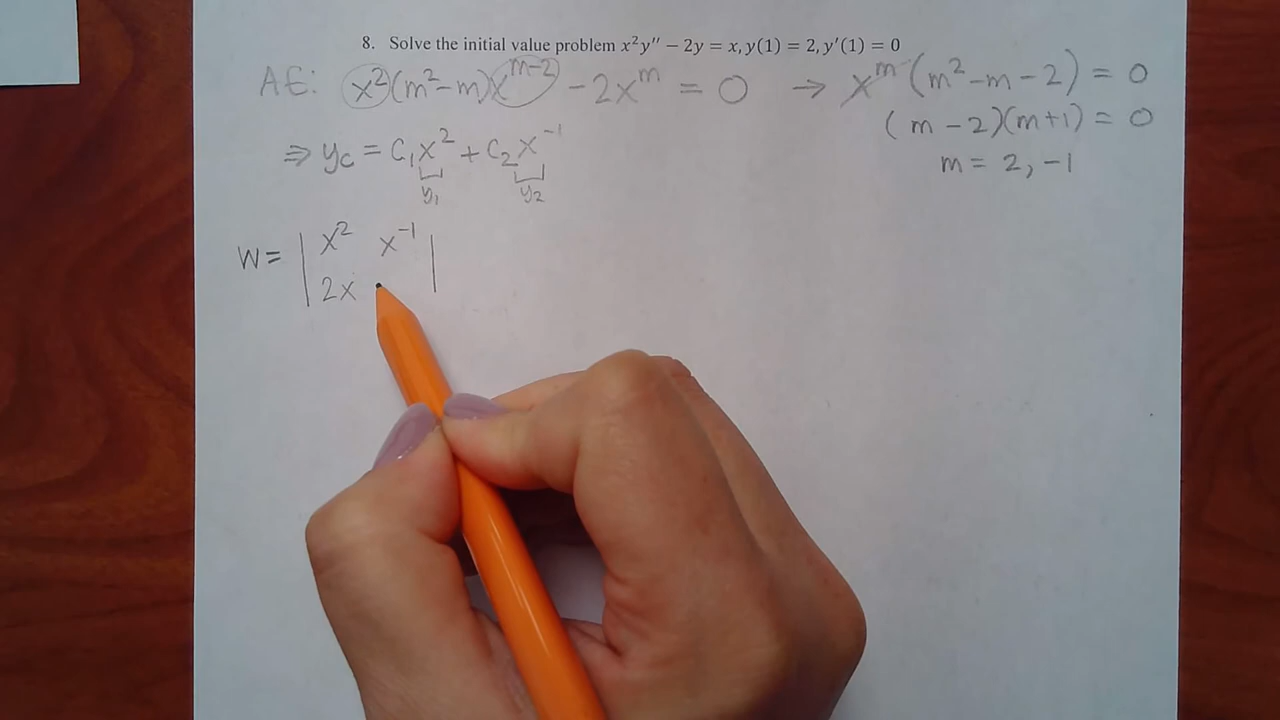 8. Solve the initial value problem x²y″ − 2y = x, y(1) = 2, y′(1) = 0
AE: x²(m²−m)x^(m−2) − 2x^m = 0 → x^m(m²−m−2) = 0
(m−2)(m+1) = 0
⇒ y_c = C₁x² + C₂x⁻¹
m = 2, −1
y₁ y₂
W = | x² x⁻¹ |
| 2x |